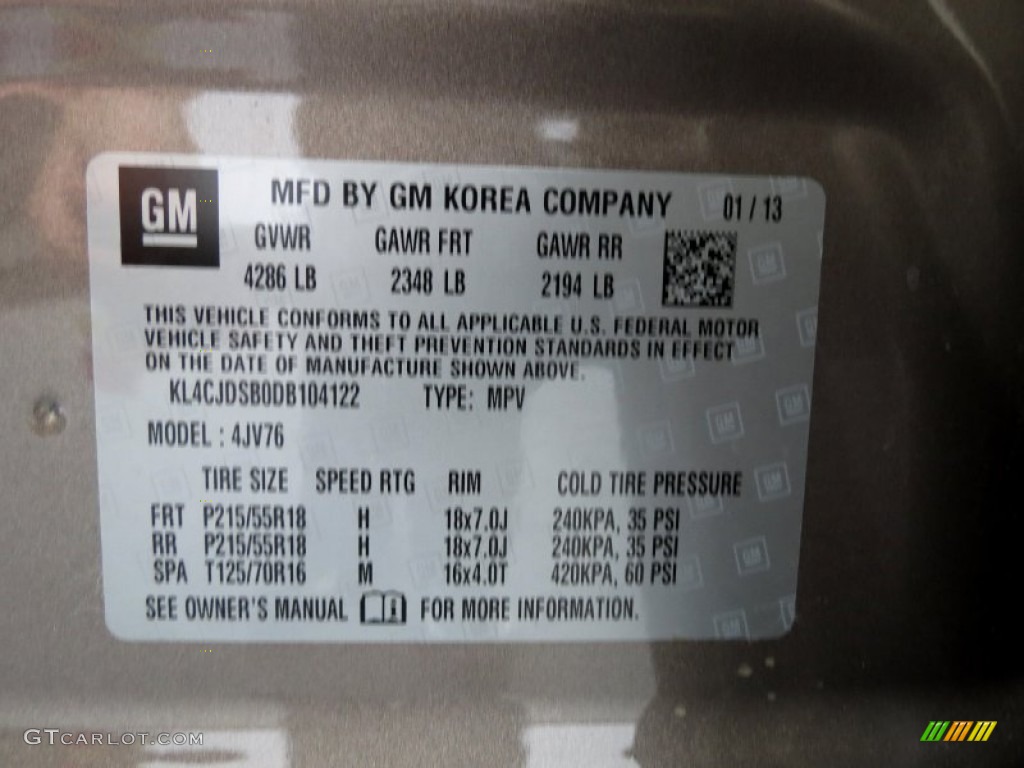 GM MFD BY GM KOREA COMPANY 01 / 13
GVWR GAWR FRT GAWR RR
4286 LB 2348 LB 2194 LB
THIS VEHICLE CONFORMS TO ALL APPLICABLE U.S. FEDERAL MOTOR
VEHICLE SAFETY AND THEFT PREVENTION STANDARDS IN EFFECT
ON THE DATE OF MANUFACTURE SHOWN ABOVE.
KL4CJDSB0DB104122 TYPE: MPV
MODEL : 4JV76
TIRE SIZE SPEED RTG RIM COLD TIRE PRESSURE
FRT P215/55R18 H 18x7.0J 240KPA, 35 PSI
RR P215/55R18 H 18x7.0J 240KPA, 35 PSI
SPA T125/70R16 M 16x4.0T 420KPA, 60 PSI
SEE OWNER'S MANUAL FOR MORE INFORMATION.
GTCARLOT.COM